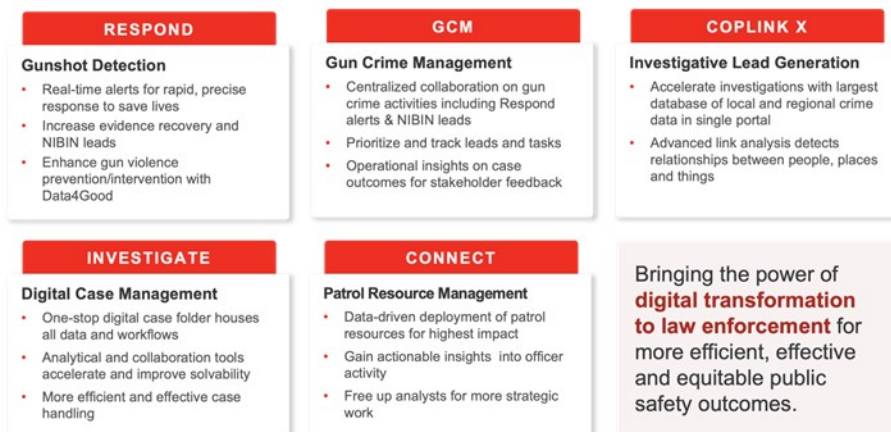 RESPOND
Gunshot Detection
• Real-time alerts for rapid, precise
response to save lives
• Increase evidence recovery and
NIBIN leads
• Enhance gun violence
prevention/intervention with
Data4Good
GCM
Gun Crime Management
• Centralized collaboration on gun
crime activities including Respond
alerts & NIBIN leads
• Prioritize and track leads and tasks
• Operational insights on case
outcomes for stakeholder feedback
COPLINK X
Investigative Lead Generation
• Accelerate investigations with largest
database of local and regional crime
data in single portal
• Advanced link analysis detects
relationships between people, places
and things
INVESTIGATE
Digital Case Management
• One-stop digital case folder houses
all data and workflows
• Analytical and collaboration tools
accelerate and improve solvability
• More efficient and effective case
handling
CONNECT
Patrol Resource Management
• Data-driven deployment of patrol
resources for highest impact
• Gain actionable insights into officer
activity
• Free up analysts for more strategic
work
Bringing the power of
digital transformation
to law enforcement for
more efficient, effective
and equitable public
safety outcomes.